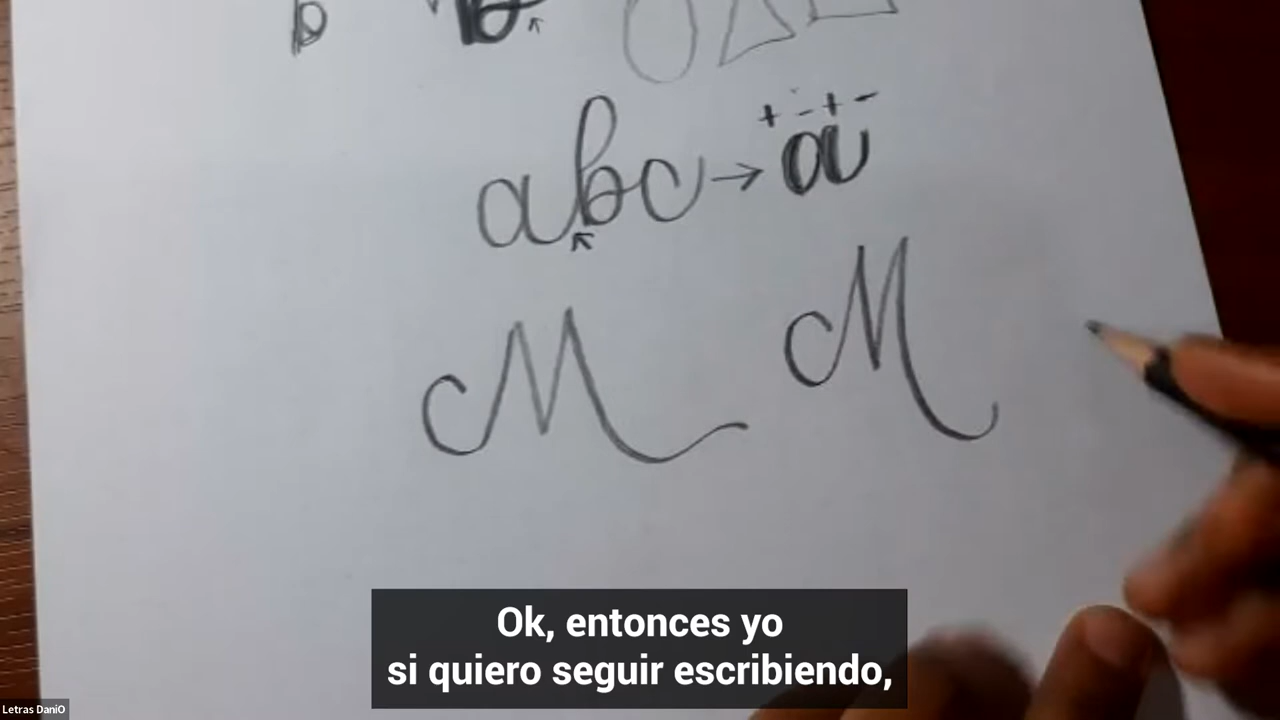 b b
abc → a
+ - + -
M M
Ok, entonces yo
si quiero seguir escribiendo,
Letras DaniO